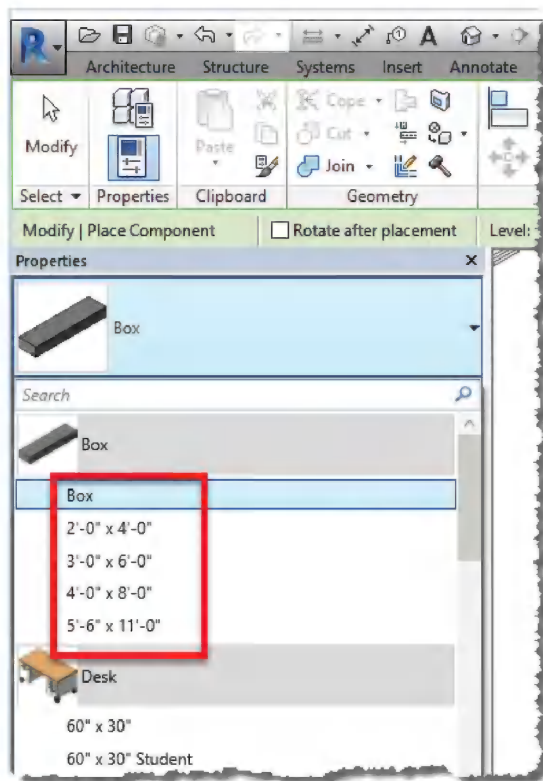 R
A
Architecture Structure Systems Insert Annotate
Modify
Paste
Cope
Cut
Join
Select Properties Clipboard Geometry
Modify | Place Component Rotate after placement Level:
Properties
Box
Search
Box
Box
2'-0" x 4'-0"
3'-0" x 6'-0"
4'-0" x 8'-0"
5'-6" x 11'-0"
Desk
60" x 30"
60" x 30" Student